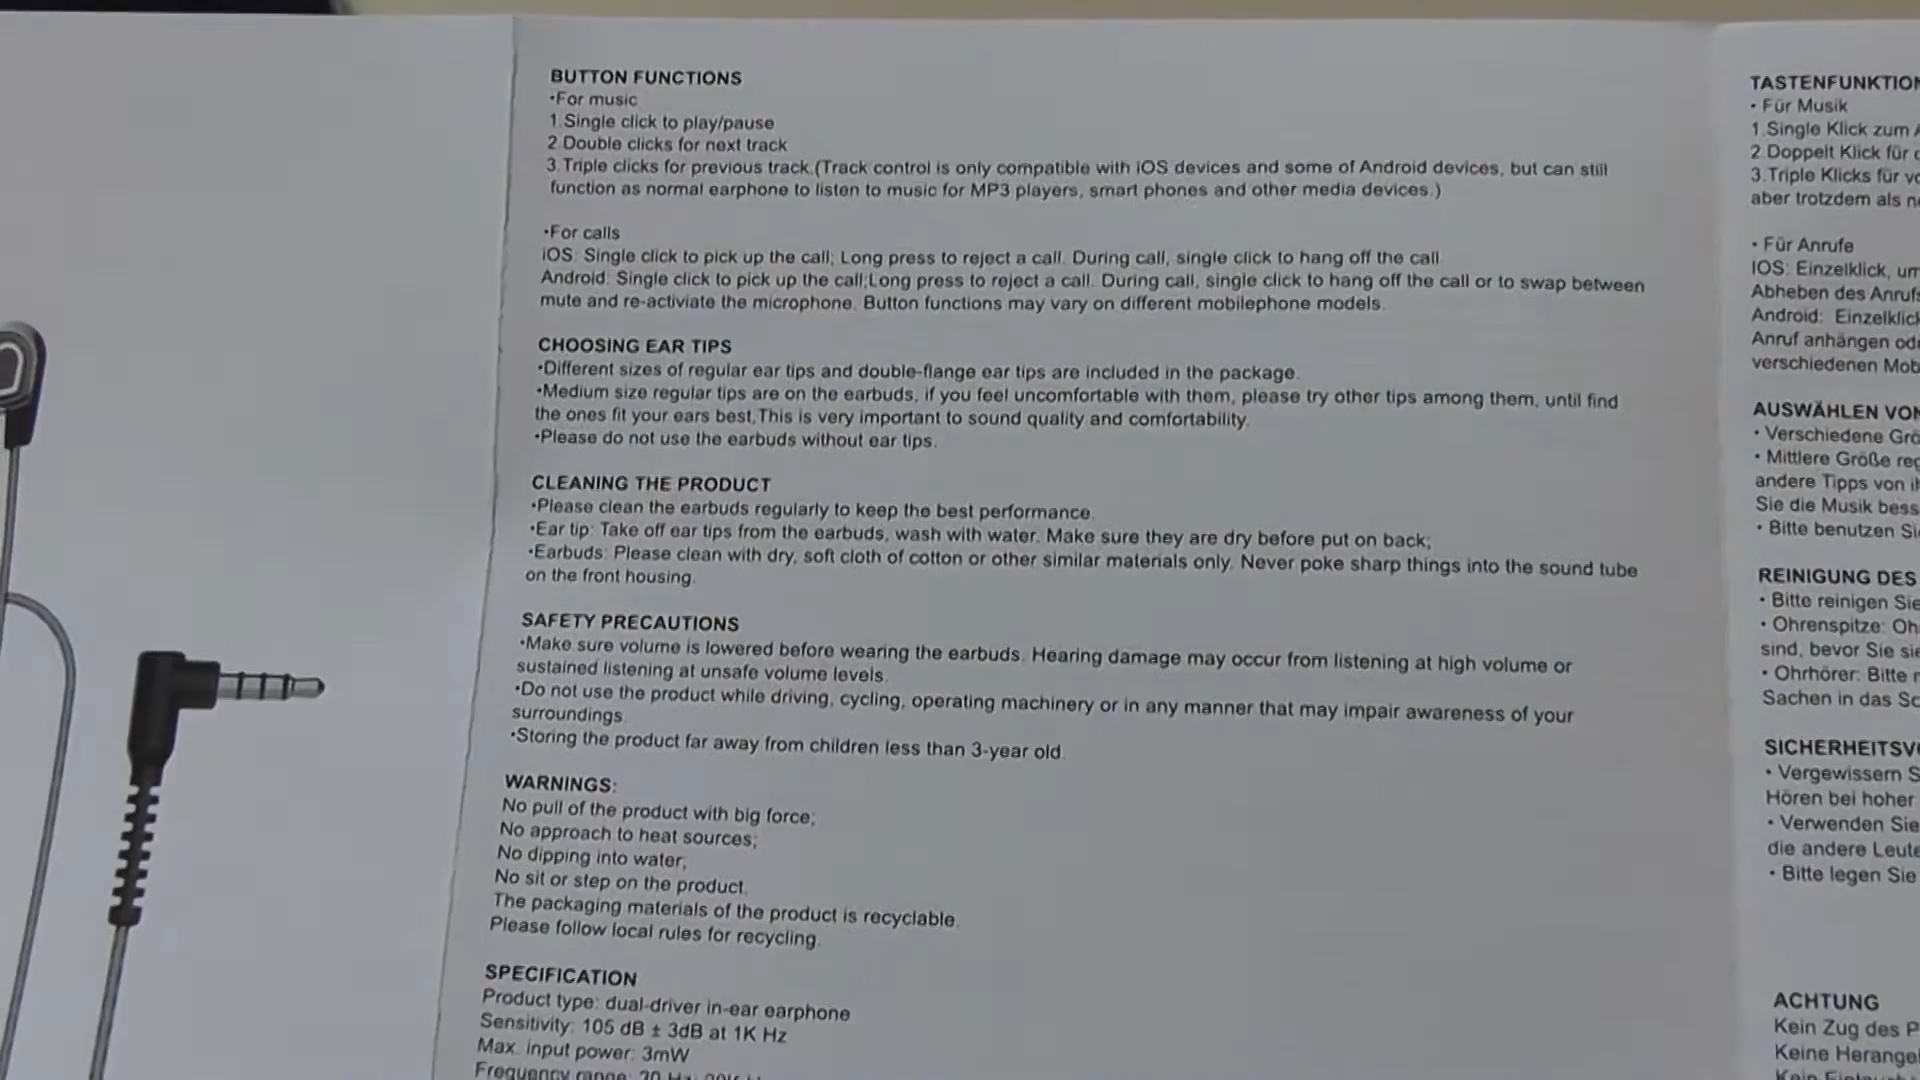 BUTTON FUNCTIONS
•For music
1.Single click to play/pause
2.Double clicks for next track
3.Triple clicks for previous track.(Track control is only compatible with iOS devices and some of Android devices, but can still
function as normal earphone to listen to music for MP3 players, smart phones and other media devices.)
•For calls
iOS: Single click to pick up the call; Long press to reject a call. During call, single click to hang off the call.
Android: Single click to pick up the call;Long press to reject a call. During call, single click to hang off the call or to swap between
mute and re-activiate the microphone. Button functions may vary on different mobilephone models.
CHOOSING EAR TIPS
•Different sizes of regular ear tips and double-flange ear tips are included in the package.
•Medium size regular tips are on the earbuds, if you feel uncomfortable with them, please try other tips among them, until find
the ones fit your ears best,This is very important to sound quality and comfortability.
•Please do not use the earbuds without ear tips.
CLEANING THE PRODUCT
•Please clean the earbuds regularly to keep the best performance.
•Ear tip: Take off ear tips from the earbuds, wash with water. Make sure they are dry before put on back;
•Earbuds: Please clean with dry, soft cloth of cotton or other similar materials only. Never poke sharp things into the sound tube
on the front housing.
SAFETY PRECAUTIONS
•Make sure volume is lowered before wearing the earbuds. Hearing damage may occur from listening at high volume or
sustained listening at unsafe volume levels.
•Do not use the product while driving, cycling, operating machinery or in any manner that may impair awareness of your
surroundings.
•Storing the product far away from children less than 3-year old.
WARNINGS:
No pull of the product with big force;
No approach to heat sources;
No dipping into water;
No sit or step on the product.
The packaging materials of the product is recyclable.
Please follow local rules for recycling.
SPECIFICATION
Product type: dual-driver in-ear earphone
Sensitivity: 105 dB ± 3dB at 1K Hz
Max. input power: 3mW
Frequency range: 20
TASTENFUNKTION
• Für Musik
1.Single Klick zum
2.Doppelt Klick für
3.Triple Klicks für
aber trotzdem als
• Für Anrufe
IOS: Einzelklick, um
Abheben des Anrufs
Android: Einzelklick
Anruf anhängen
verschiedenen
AUSWÄHLEN VON
• Verschiedene
• Mittlere Größe
andere Tipps von
Sie die Musik
• Bitte benutzen
REINIGUNG DES
• Bitte reinigen Sie
• Ohrenspitze:
sind, bevor Sie
• Ohrhörer: Bitte
Sachen in das
• Vergewissern
Hören bei hoher
• Verwenden Sie
die andere Leute
• Bitte legen Sie
ACHTUNG
Kein Zug des
Keine